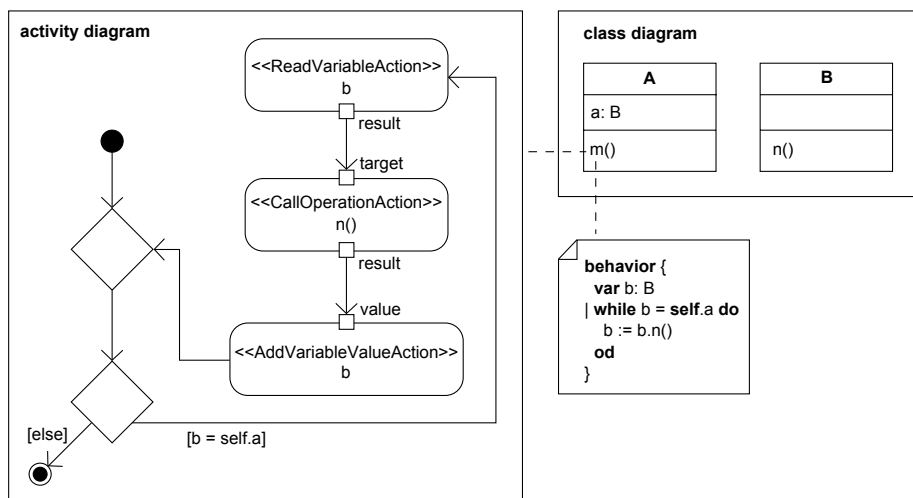 activity diagram
<<ReadVariableAction>>
b
result
target
<<CallOperationAction>>
n()
result
value
<<AddVariableValueAction>>
b
[else]
[b = self.a]
class diagram
A
a: B
m()
B
n()
behavior {
var b: B
| while b = self.a do
b := b.n()
od
}